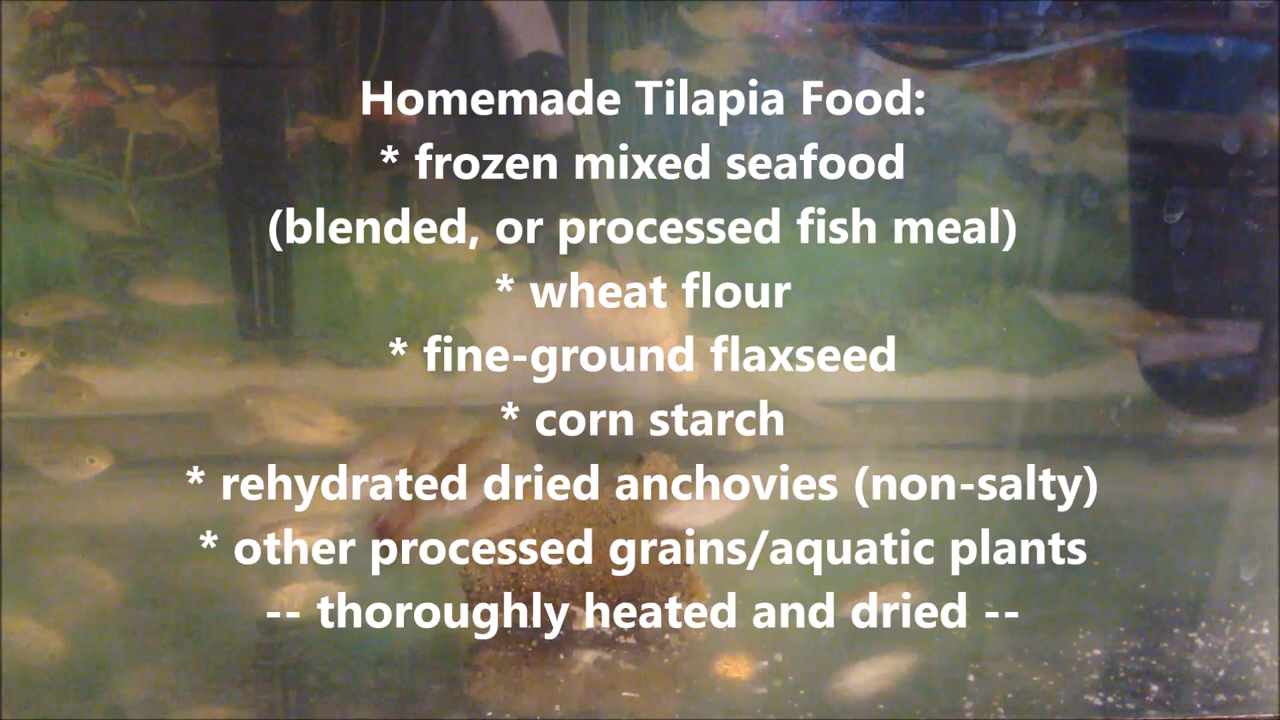 Homemade Tilapia Food:
* frozen mixed seafood
(blended, or processed fish meal)
* wheat flour
* fine-ground flaxseed
* corn starch
* rehydrated dried anchovies (non-salty)
* other processed grains/aquatic plants
-- thoroughly heated and dried --